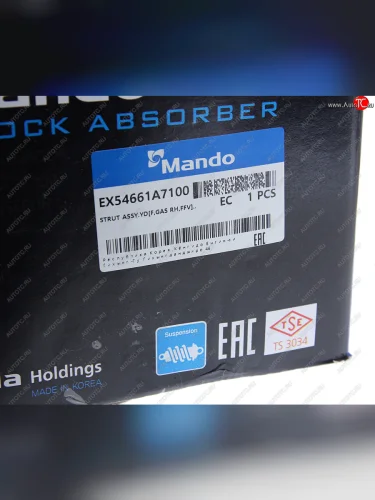 OCK ABSORBER
Mando
EX54661A7100
EC 1 PCS
STRUT ASSY.YD[F,GAS RH,FFV]..
EAC
Suspension
EAC
TSE
TS 3034
Holdings
MADE IN KOREA